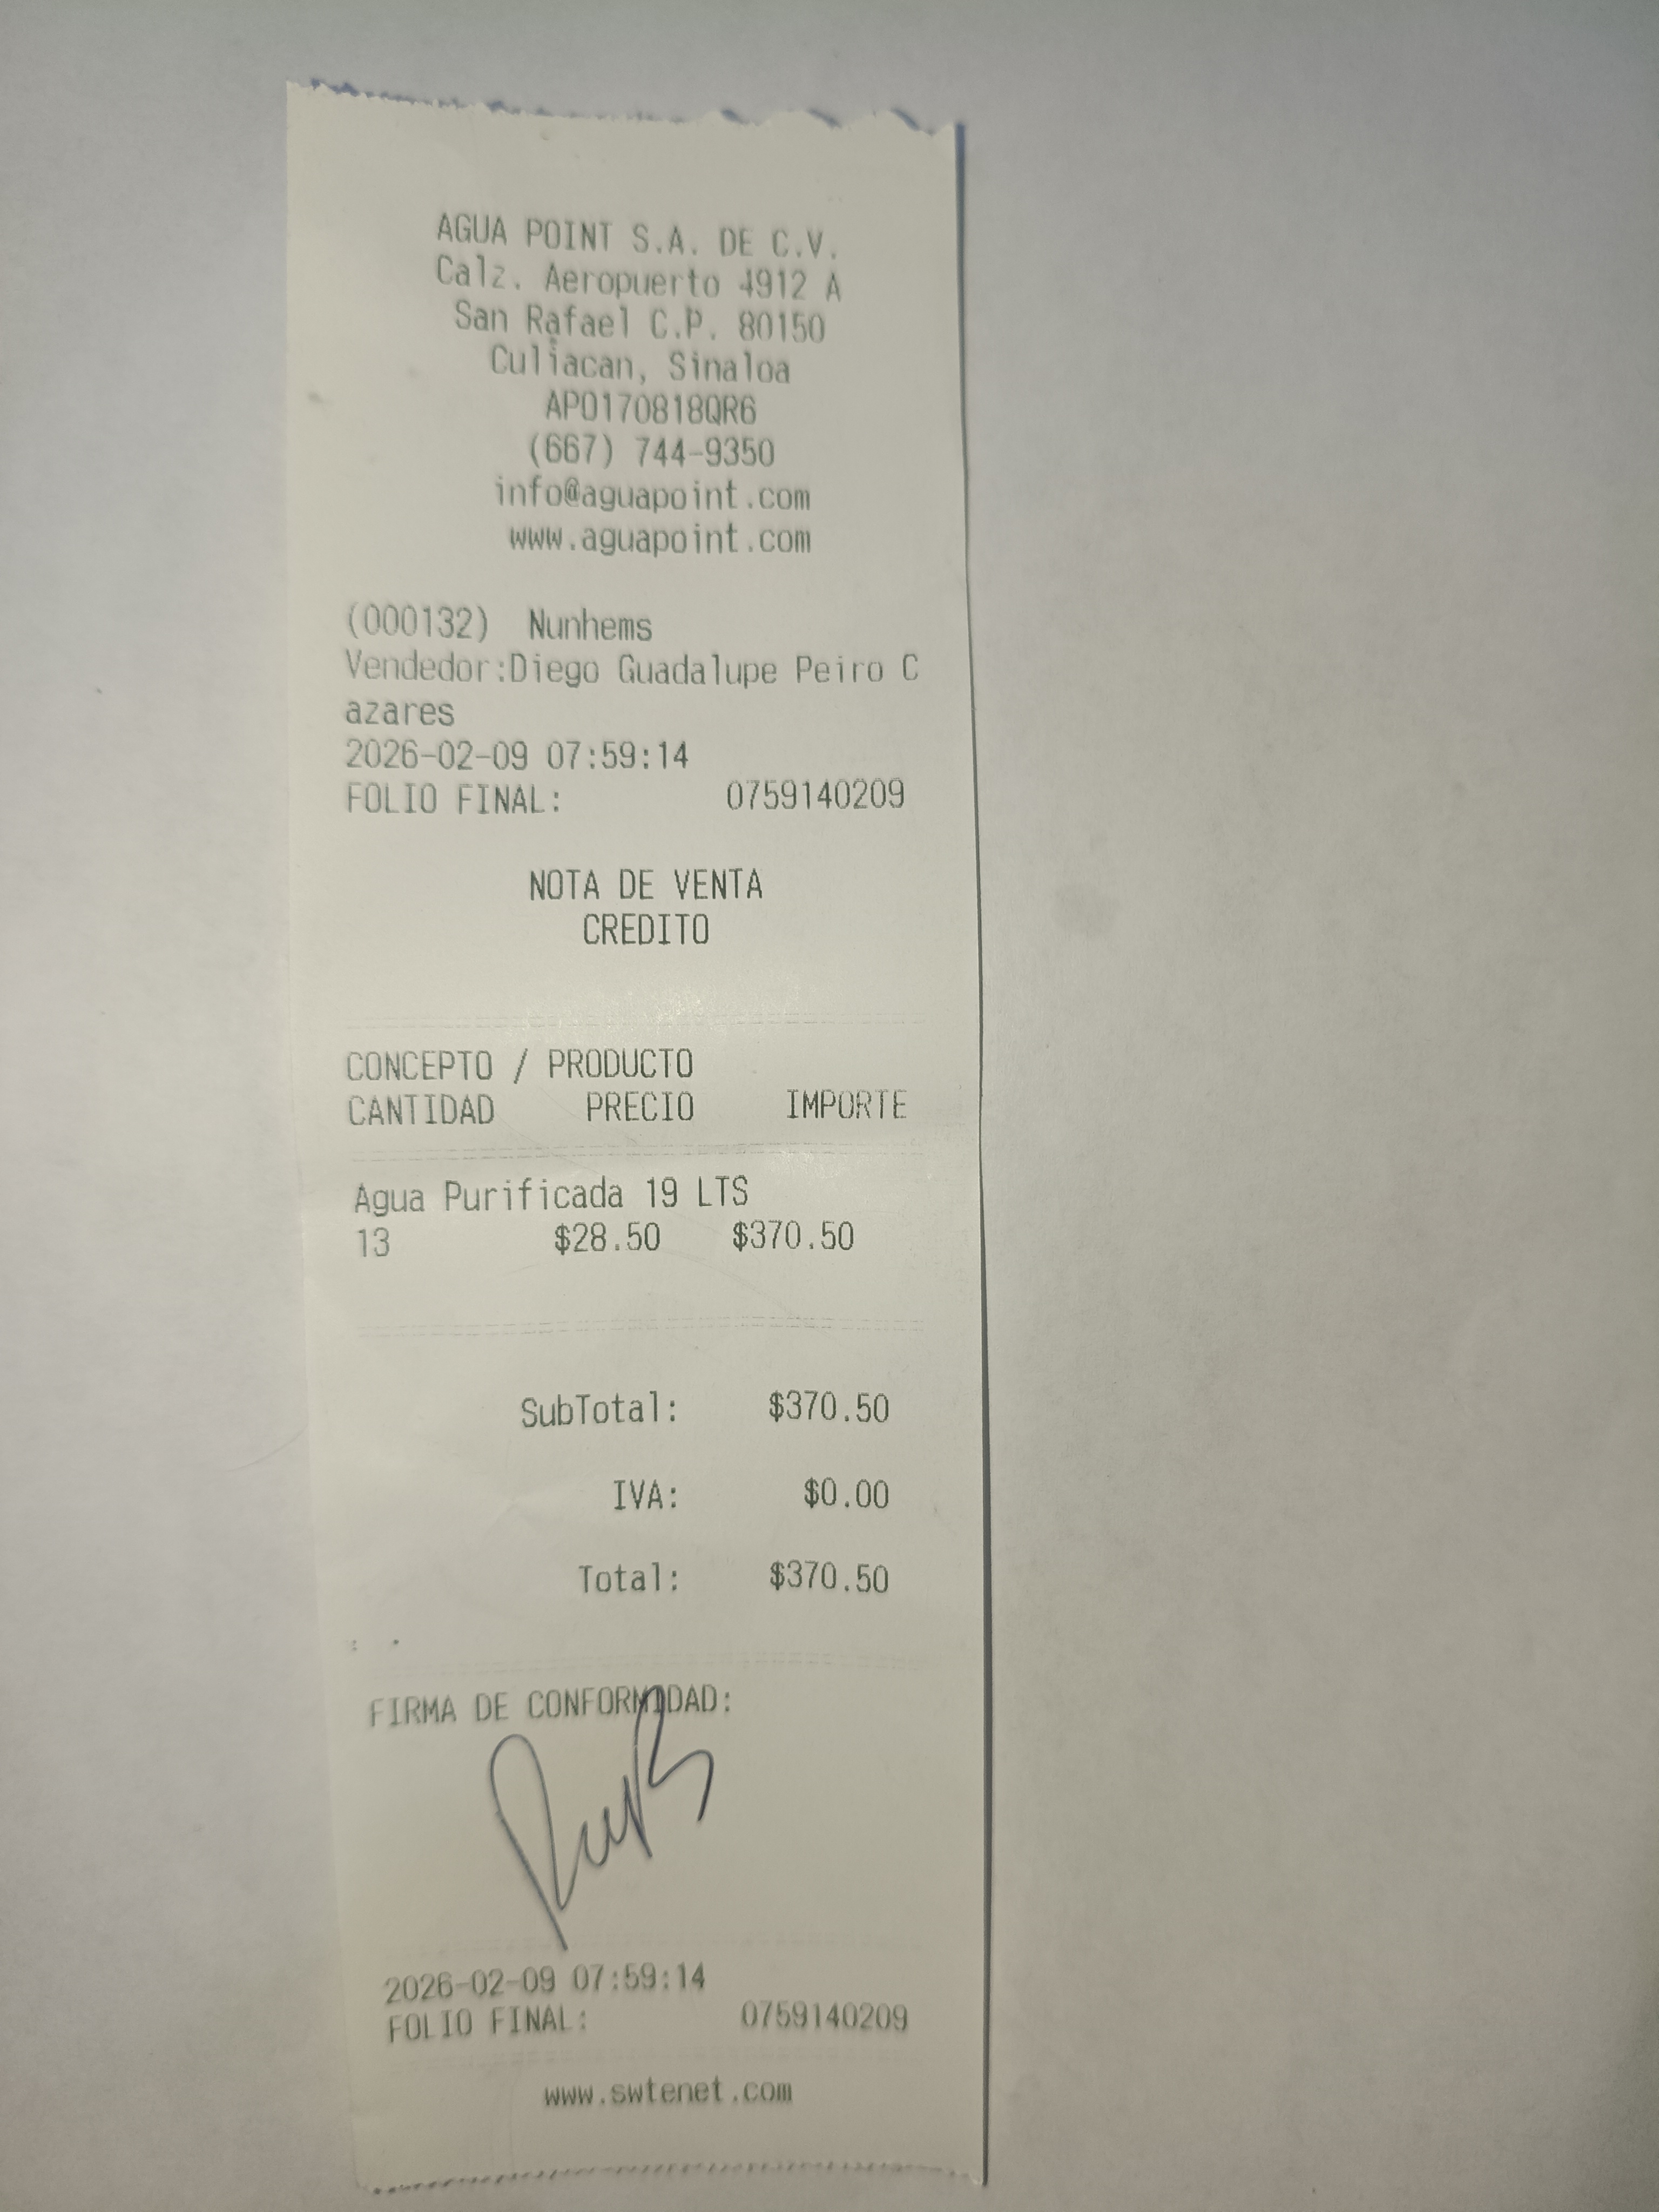 AGUA POINT S.A. DE C.V.
Calz. Aeropuerto 4912 A
San Rafael C.P. 80150
Culiacan, Sinaloa
APO170818QR6
(667) 744-9350
info@aguapoint.com
www.aguapoint.com
(000132) Nunhems
Vendedor:Diego Guadalupe Peiro C
azares
2026-02-09 07:59:14
FOLIO FINAL: 0759140209
NOTA DE VENTA
CREDITO
CONCEPTO / PRODUCTO
CANTIDAD PRECIO IMPORTE
Agua Purificada 19 LTS
13 $28.50 $370.50
SubTotal: $370.50
IVA: $0.00
Total: $370.50
FIRMA DE CONFORMIDAD:
2026-02-09 07:59:14
FOLIO FINAL: 0759140209
www.swtenet.com